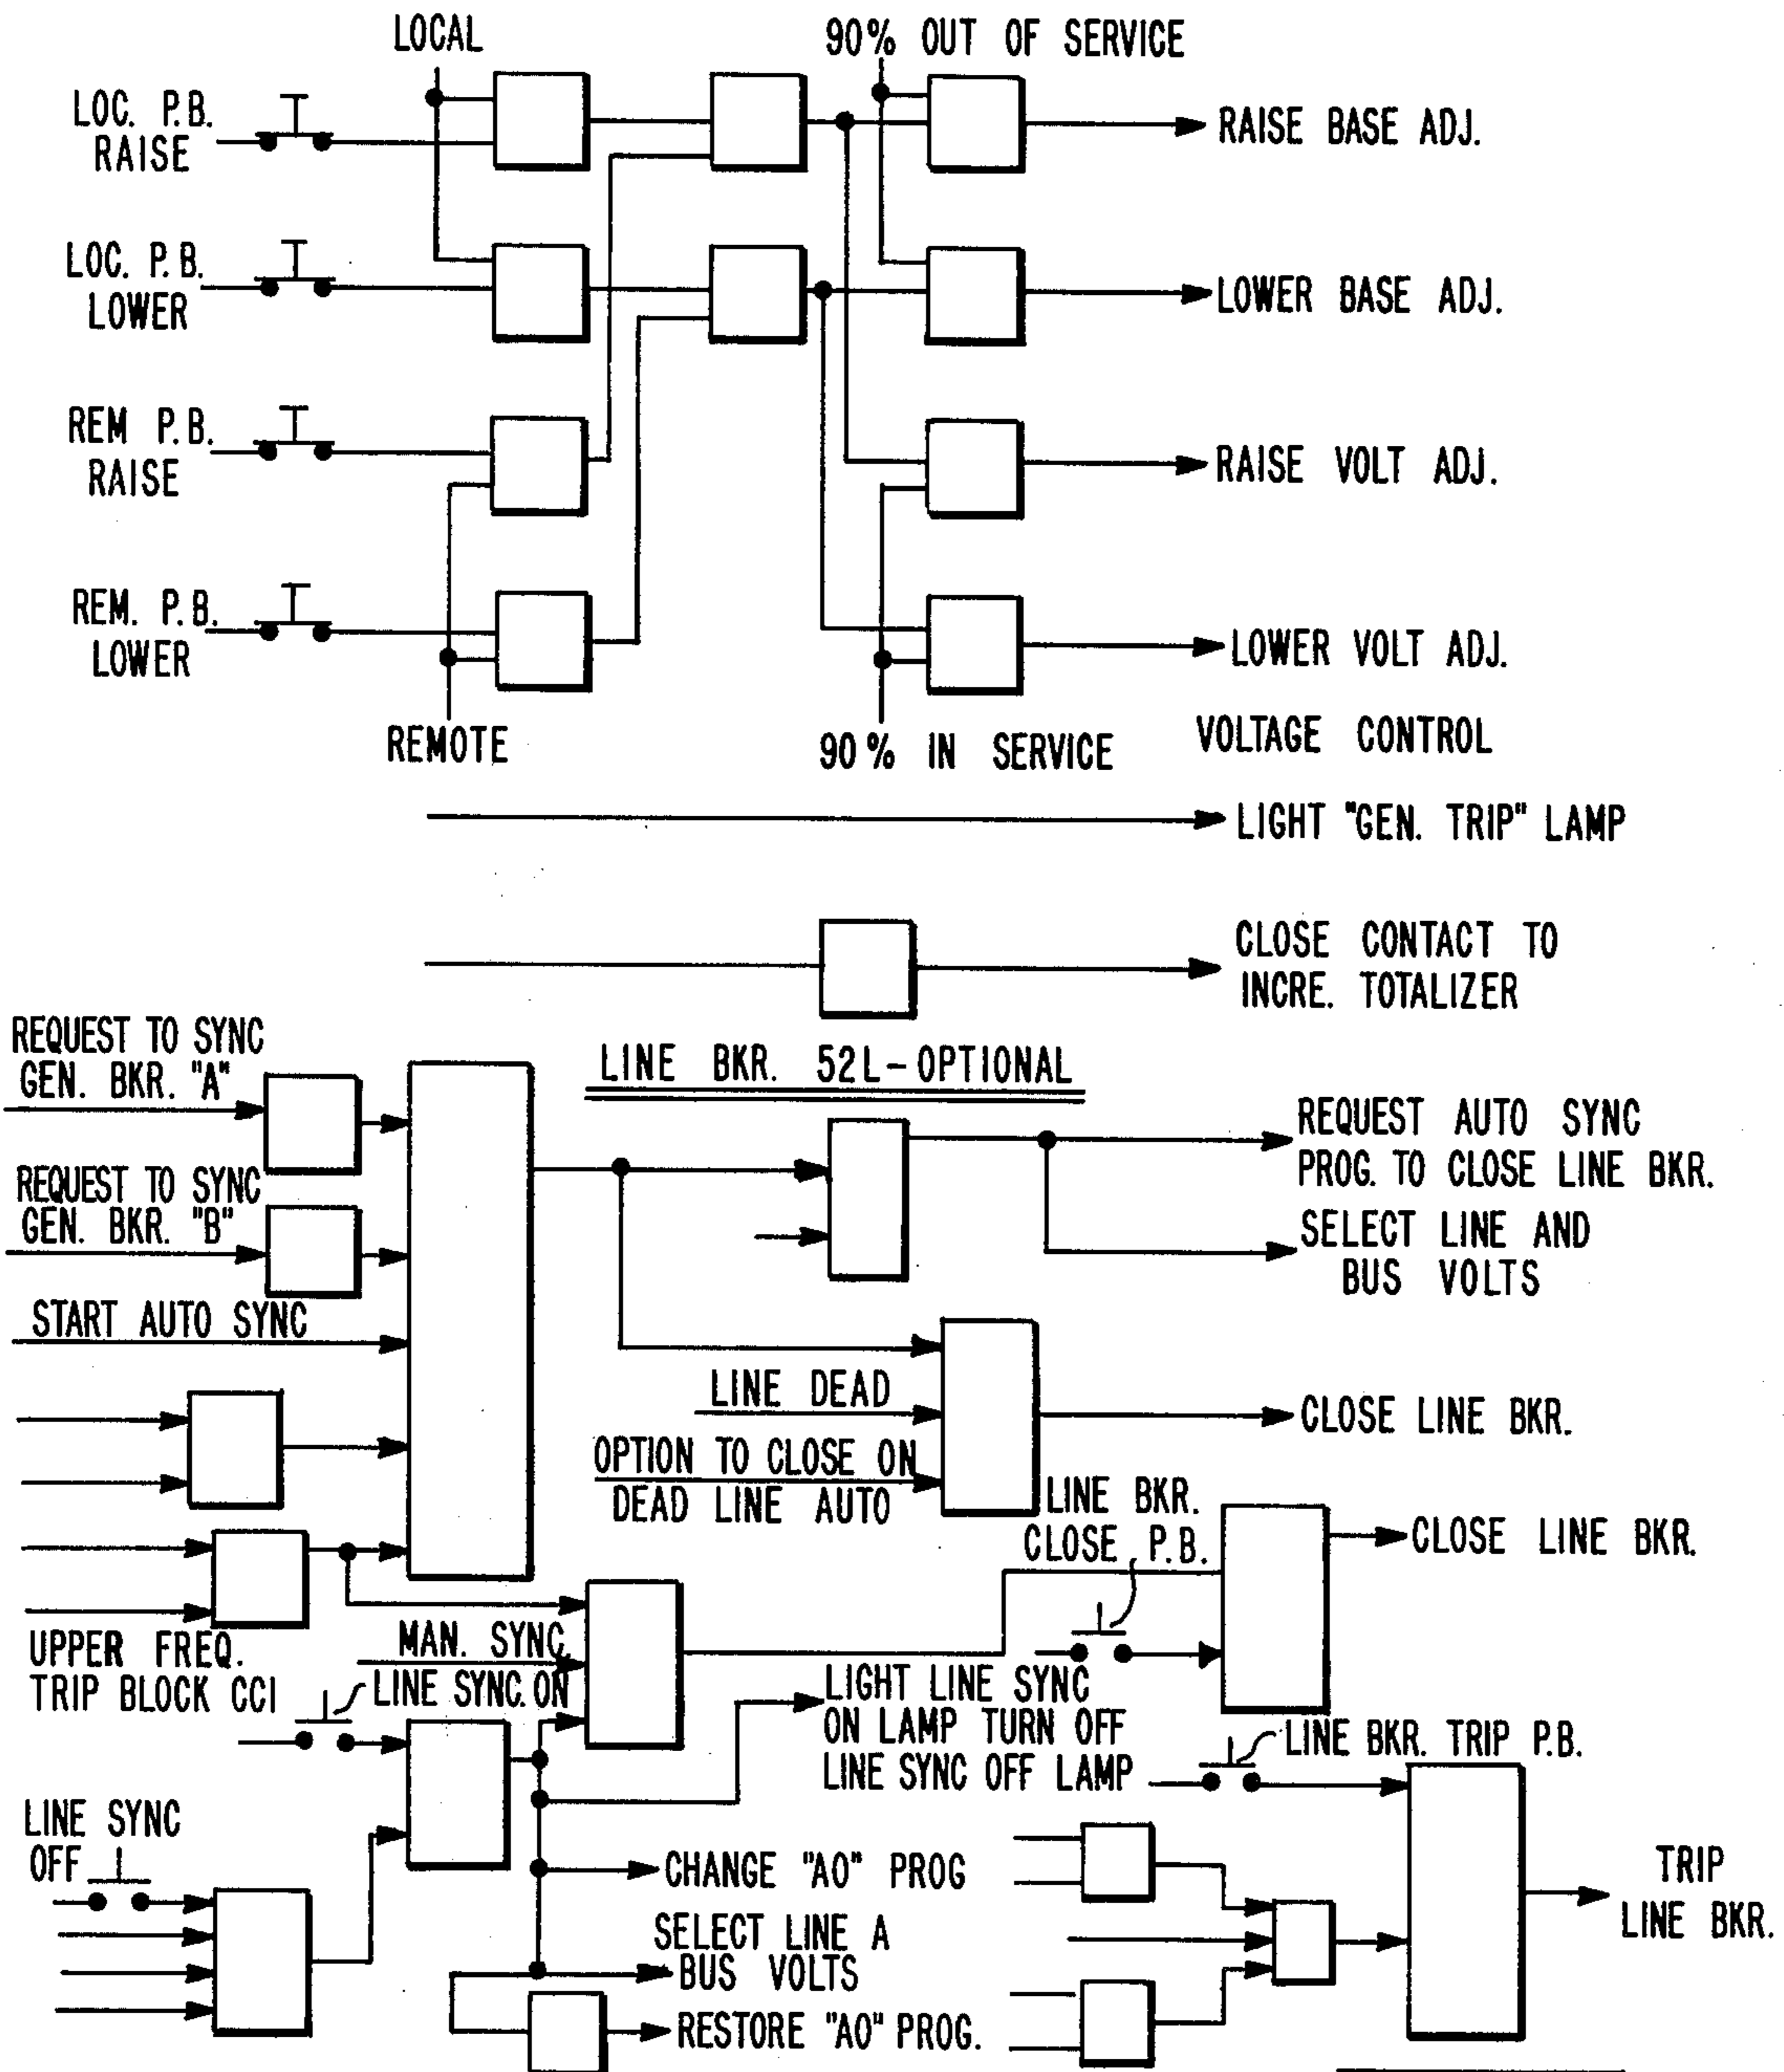 LOCAL
90% OUT OF SERVICE
LOC. P.B.
RAISE
RAISE BASE ADJ.
LOC. P.B.
LOWER
LOWER BASE ADJ.
REM P.B.
RAISE
RAISE VOLT ADJ.
REM. P.B.
LOWER
LOWER VOLT ADJ.
REMOTE
90% IN SERVICE
VOLTAGE CONTROL
LIGHT "GEN. TRIP" LAMP
CLOSE CONTACT TO
INCRE. TOTALIZER
REQUEST TO SYNC
GEN. BKR. "A"
LINE BKR. 52L-OPTIONAL
REQUEST AUTO SYNC
PROG. TO CLOSE LINE BKR.
REQUEST TO SYNC
GEN. BKR. "B"
SELECT LINE AND
BUS VOLTS
START AUTO SYNC
LINE DEAD
CLOSE LINE BKR.
OPTION TO CLOSE ON
DEAD LINE AUTO
LINE BKR.
CLOSE P.B.
CLOSE LINE BKR.
UPPER FREQ.
TRIP BLOCK CCI
MAN. SYNC
LINE SYNC. ON
LIGHT LINE SYNC
ON LAMP TURN OFF
LINE SYNC OFF LAMP
LINE BKR. TRIP P.B.
LINE SYNC
OFF
CHANGE "AO" PROG
TRIP
LINE BKR.
SELECT LINE A
BUS VOLTS
RESTORE "AO" PROG.